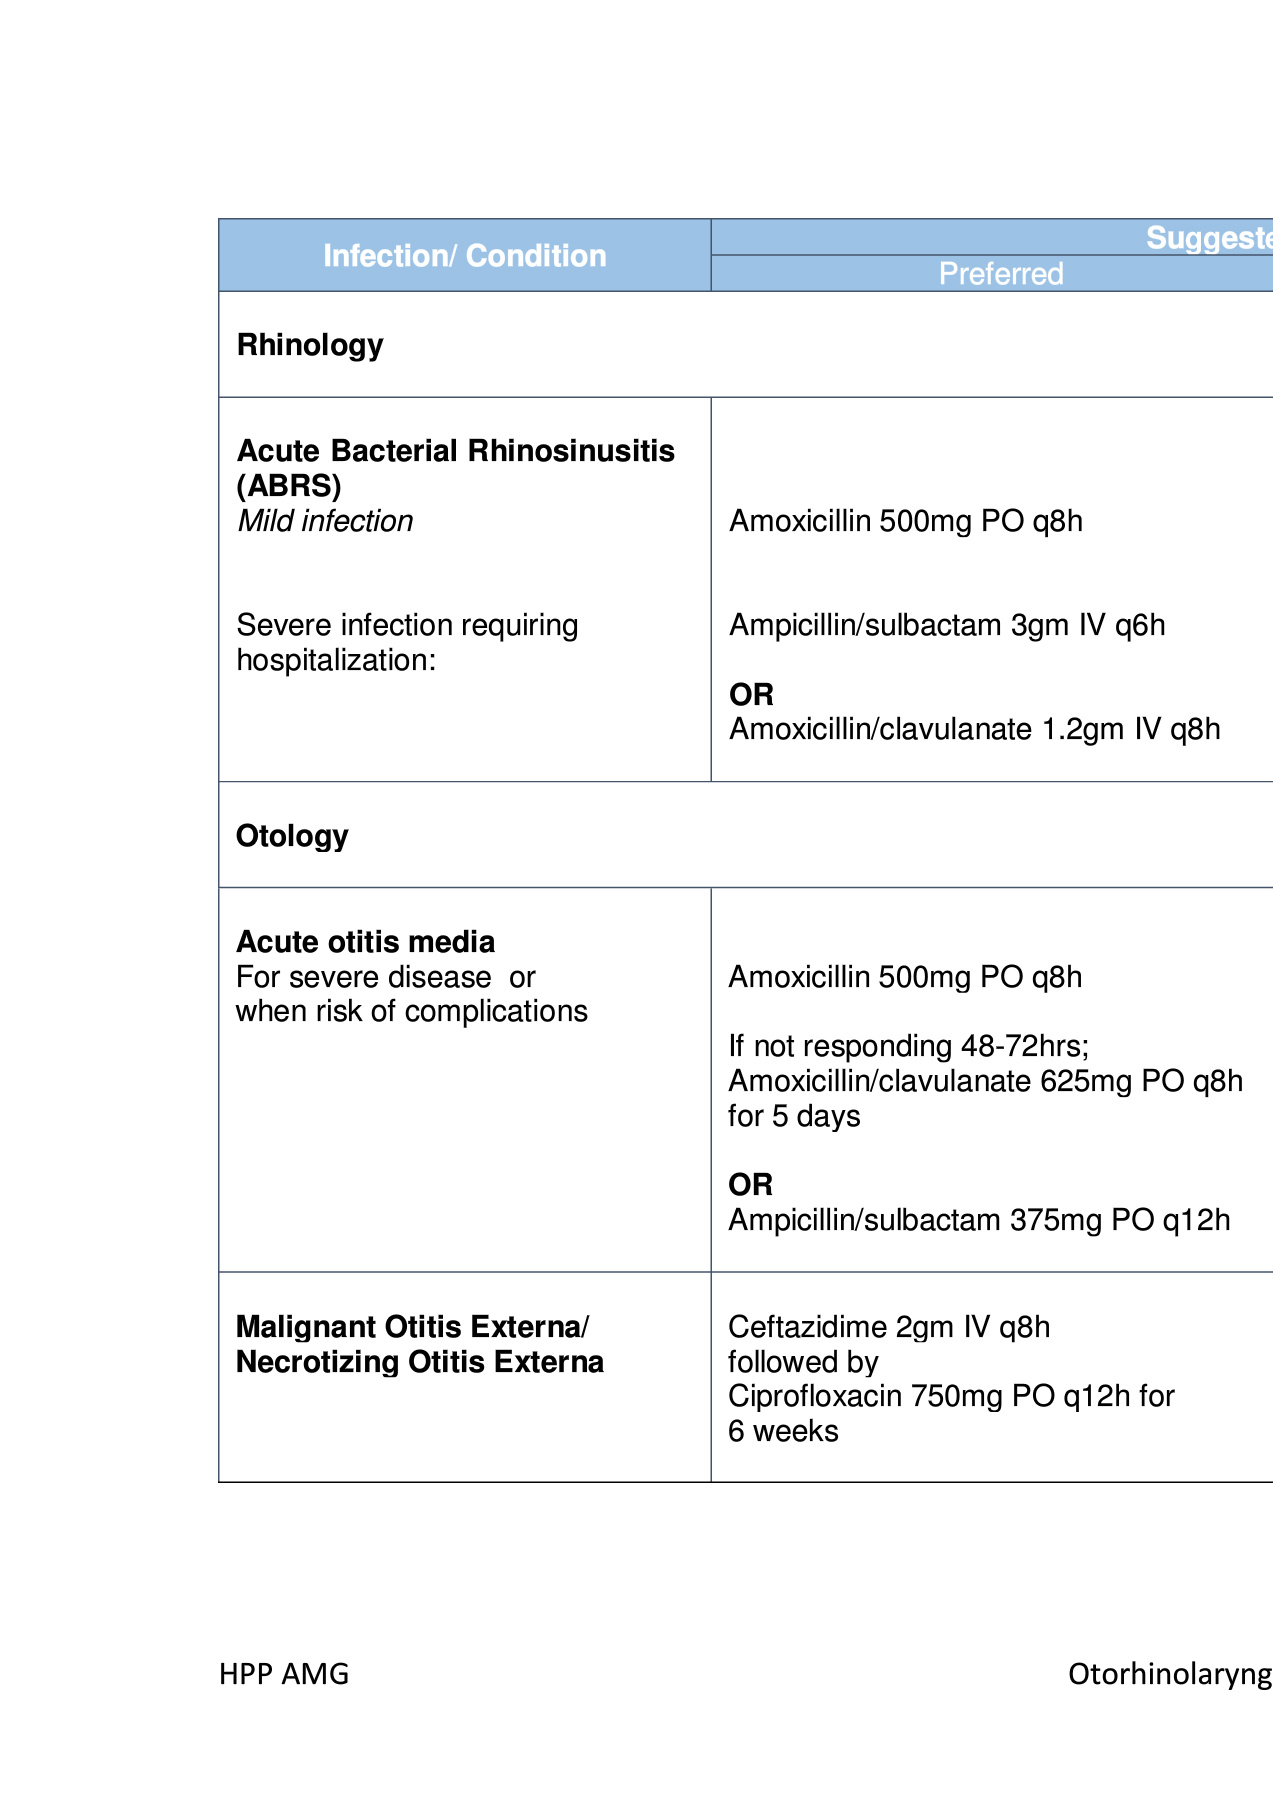 Infection/ Condition
Suggeste
Preferred
Rhinology
Acute Bacterial Rhinosinusitis
(ABRS)
Mild infection
Amoxicillin 500mg PO q8h
Severe infection requiring
hospitalization:
Ampicillin/sulbactam 3gm IV q6h
OR
Amoxicillin/clavulanate 1.2gm IV q8h
Otology
Acute otitis media
For severe disease  or
when risk of complications
Amoxicillin 500mg PO q8h
If not responding 48-72hrs;
Amoxicillin/clavulanate 625mg PO q8h
for 5 days
OR
Ampicillin/sulbactam 375mg PO q12h
Malignant Otitis Externa/
Necrotizing Otitis Externa
Ceftazidime 2gm IV q8h
followed by
Ciprofloxacin 750mg PO q12h for
6 weeks
HPP AMG
Otorhinolaryng